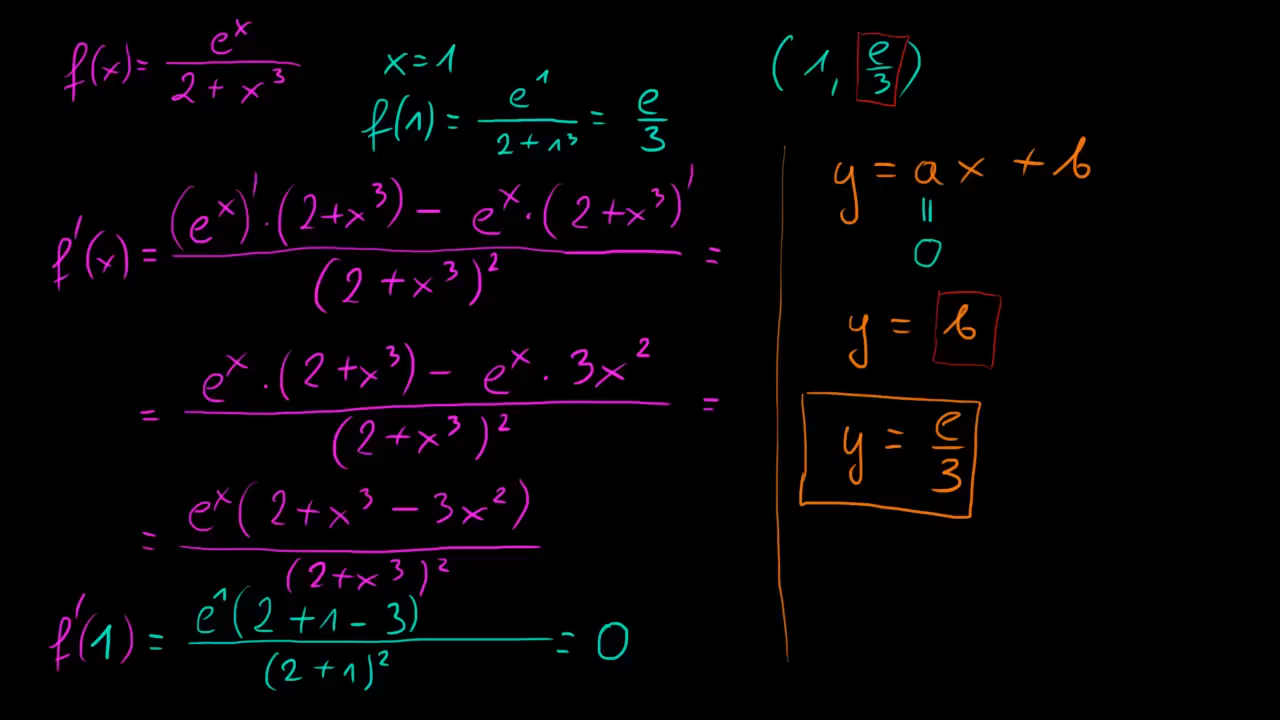 f(x) = e^x / (2 + x^3)
x = 1
f(1) = e^1 / (2 + 1^3) = e/3
f'(x) = ((e^x)' · (2 + x^3) − e^x · (2 + x^3)') / (2 + x^3)^2 =
= (e^x · (2 + x^3) − e^x · 3x^2) / (2 + x^3)^2 =
= e^x (2 + x^3 − 3x^2) / (2 + x^3)^2
f'(1) = e^1 (2 + 1 − 3) / (2 + 1)^2 = 0
(1, e/3)
y = ax + b
||
0
y = b
y = e/3